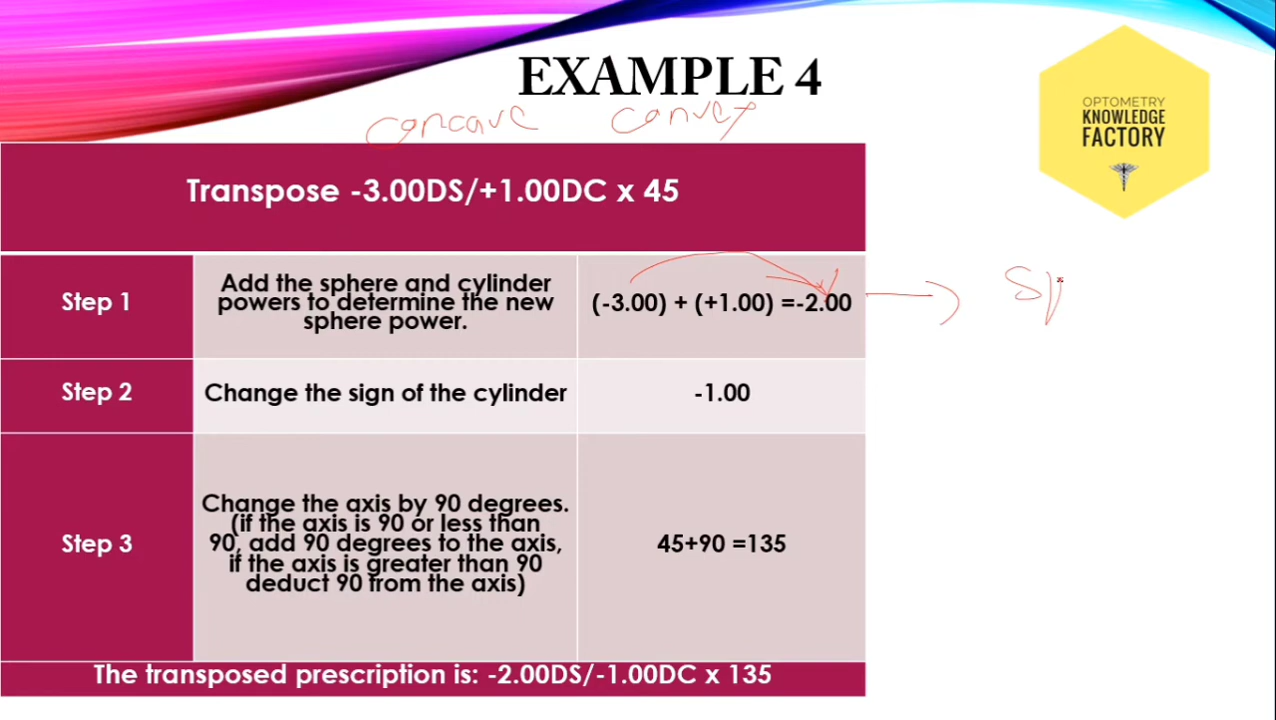 EXAMPLE 4
concave convex
OPTOMETRY
KNOWLEDGE
FACTORY
Transpose -3.00DS/+1.00DC x 45
Step 1
Add the sphere and cylinder
powers to determine the new
sphere power.
(-3.00) + (+1.00) =-2.00
Sp
Step 2
Change the sign of the cylinder
-1.00
Step 3
Change the axis by 90 degrees.
(if the axis is 90 or less than
90, add 90 degrees to the axis,
if the axis is greater than 90
deduct 90 from the axis)
45+90 =135
The transposed prescription is: -2.00DS/-1.00DC x 135